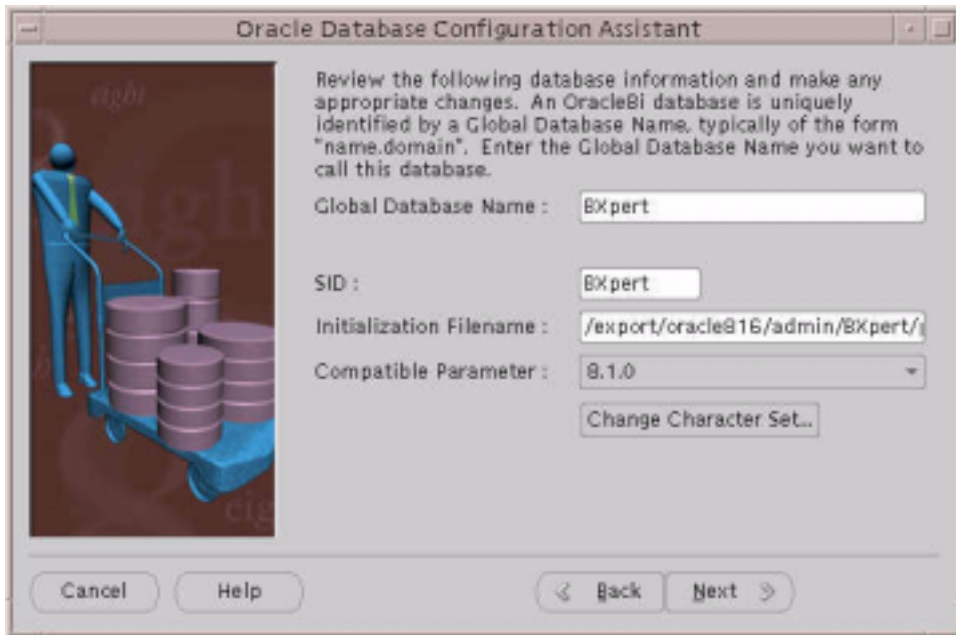 Oracle Database Configuration Assistant
eight
Review the following database information and make any
appropriate changes. An Oracle8i database is uniquely
identified by a Global Database Name, typically of the form
"name.domain". Enter the Global Database Name you want to
call this database.
Global Database Name :
BXpert
SID :
BXpert
Initialization Filename :
/export/oracle816/admin/BXpert/
Compatible Parameter :
8.1.0
Change Character Set...
Cancel
Help
Back
Next